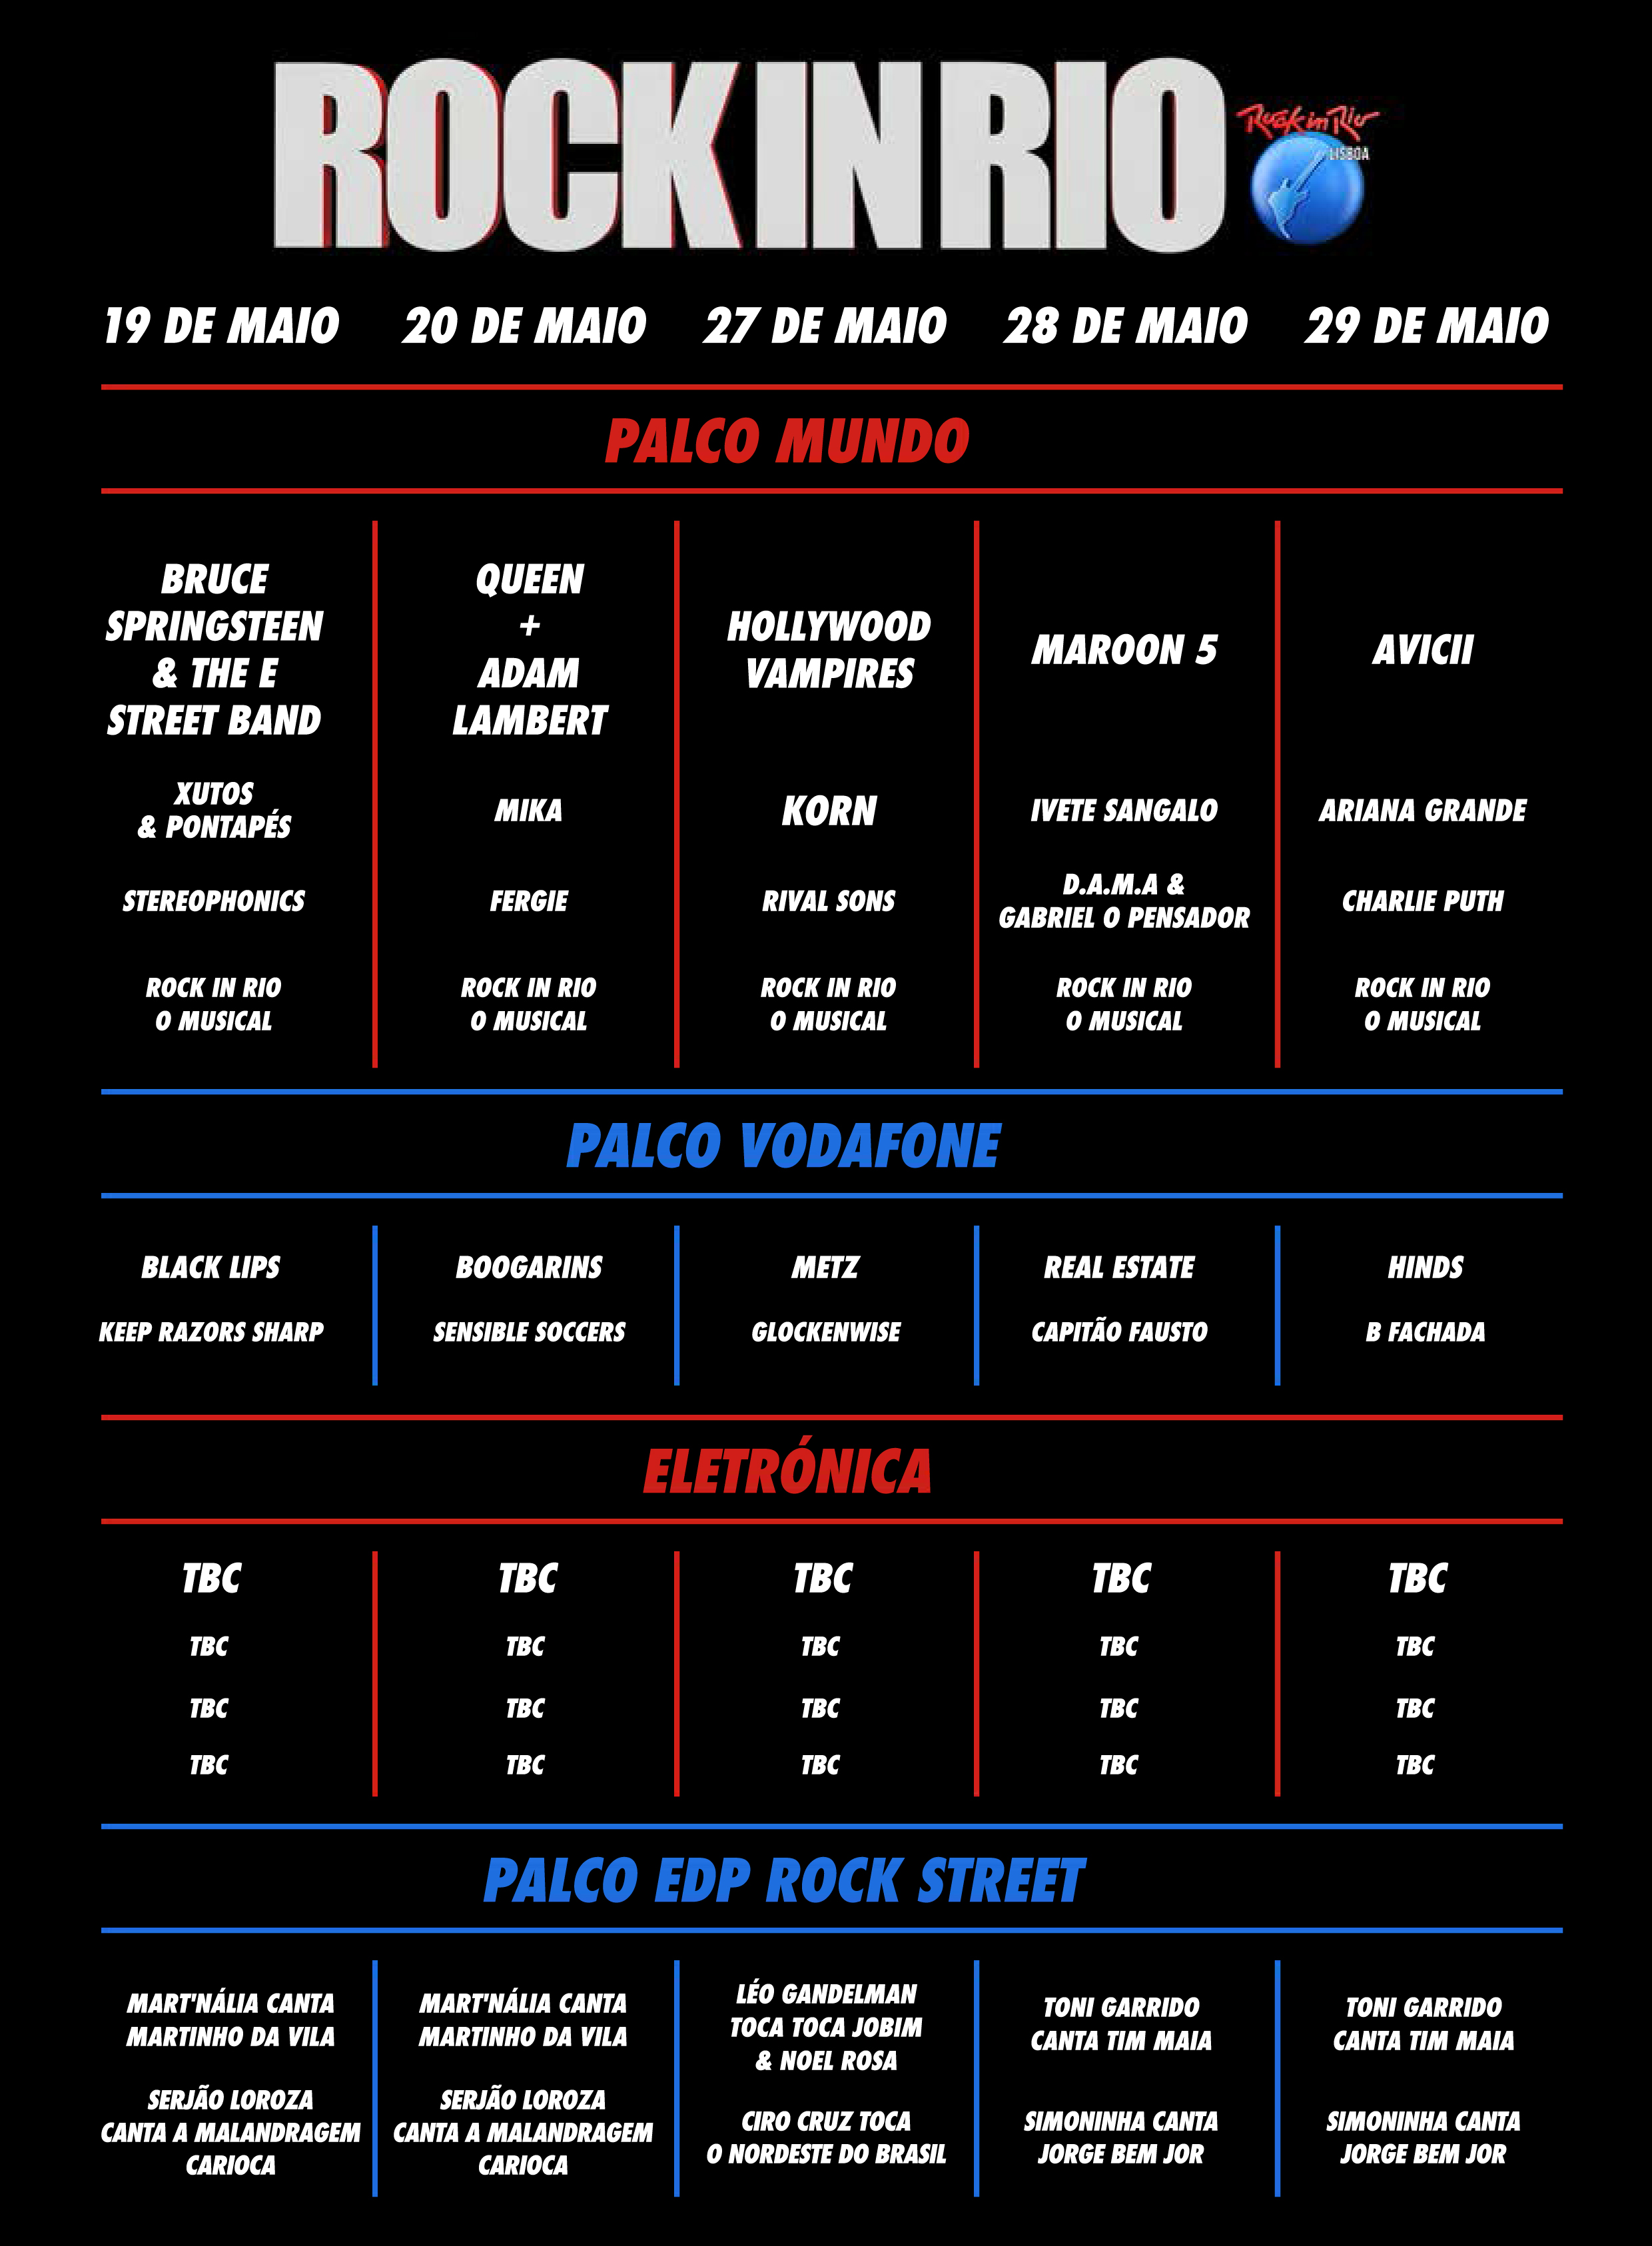 ROCK IN RIO
Rock in Rio
LISBOA
19 DE MAIO 20 DE MAIO 27 DE MAIO 28 DE MAIO 29 DE MAIO
PALCO MUNDO
BRUCE
SPRINGSTEEN
& THE E
STREET BAND
QUEEN
+
ADAM
LAMBERT
HOLLYWOOD
VAMPIRES
MAROON 5
AVICII
XUTOS
& PONTAPÉS
MIKA
KORN
IVETE SANGALO
ARIANA GRANDE
STEREOPHONICS
FERGIE
RIVAL SONS
D.A.M.A &
GABRIEL O PENSADOR
CHARLIE PUTH
ROCK IN RIO
O MUSICAL
ROCK IN RIO
O MUSICAL
ROCK IN RIO
O MUSICAL
ROCK IN RIO
O MUSICAL
ROCK IN RIO
O MUSICAL
PALCO VODAFONE
BLACK LIPS BOOGARINS METZ REAL ESTATE HINDS
KEEP RAZORS SHARP SENSIBLE SOCCERS GLOCKENWISE CAPITÃO FAUSTO B FACHADA
ELETRÓNICA
TBC TBC TBC TBC TBC
TBC TBC TBC TBC TBC
TBC TBC TBC TBC TBC
TBC TBC TBC TBC TBC
PALCO EDP ROCK STREET
MART'NÁLIA CANTA
MARTINHO DA VILA
MART'NÁLIA CANTA
MARTINHO DA VILA
LÉO GANDELMAN
TOCA TOCA JOBIM
& NOEL ROSA
TONI GARRIDO
CANTA TIM MAIA
TONI GARRIDO
CANTA TIM MAIA
SERJÃO LOROZA
CANTA A MALANDRAGEM
CARIOCA
SERJÃO LOROZA
CANTA A MALANDRAGEM
CARIOCA
CIRO CRUZ TOCA
O NORDESTE DO BRASIL
SIMONINHA CANTA
JORGE BEM JOR
SIMONINHA CANTA
JORGE BEM JOR